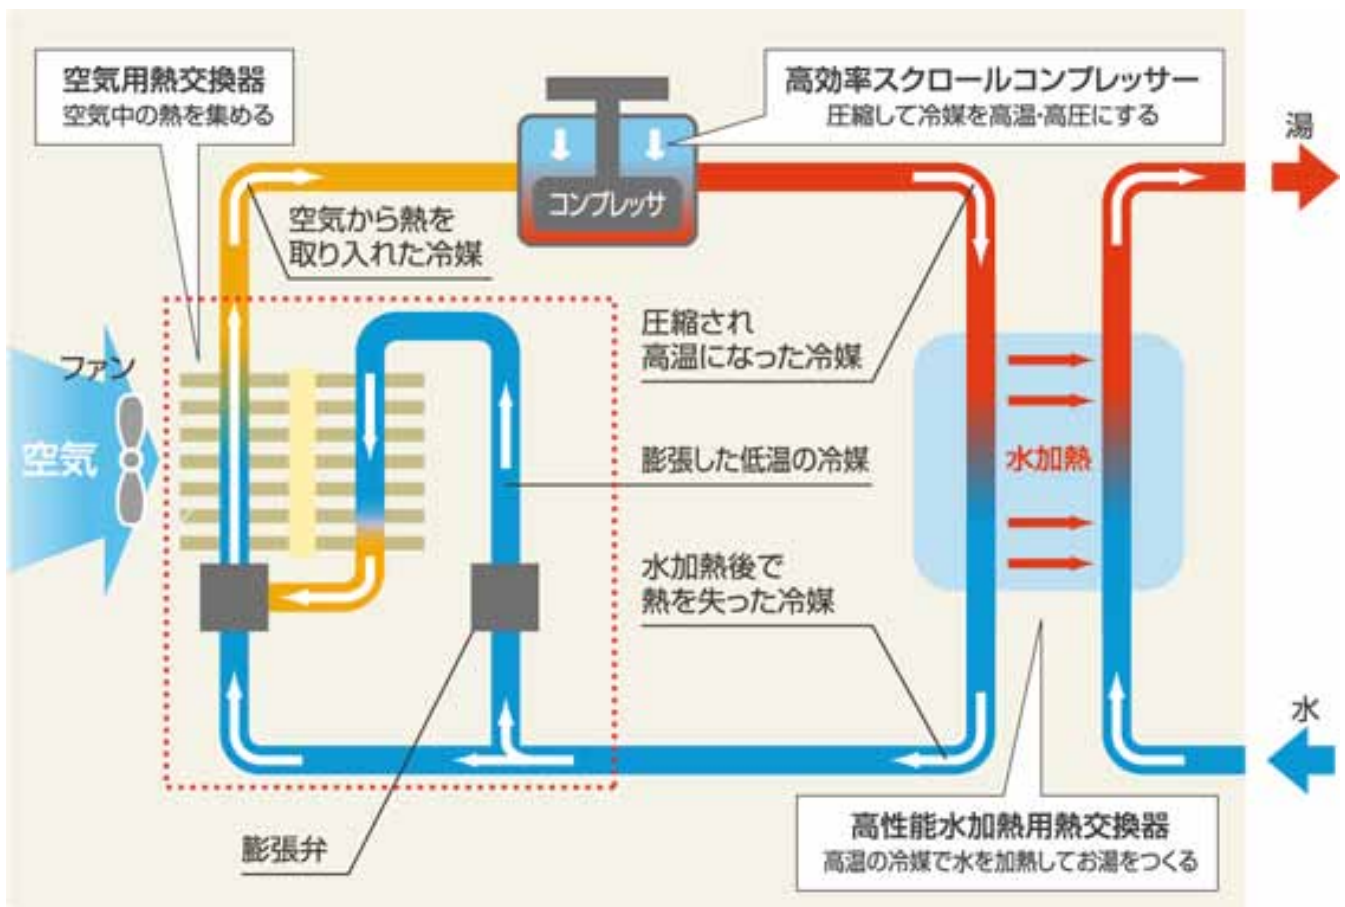 空気用熱交換器
空気中の熱を集める
高効率スクロールコンプレッサー
圧縮して冷媒を高温・高圧にする
湯
コンプレッサ
空気から熱を
取り入れた冷媒
圧縮され
高温になった冷媒
ファン
空気
膨張した低温の冷媒
水加熱
水加熱後で
熱を失った冷媒
水
膨張弁
高性能水加熱用熱交換器
高温の冷媒で水を加熱してお湯をつくる